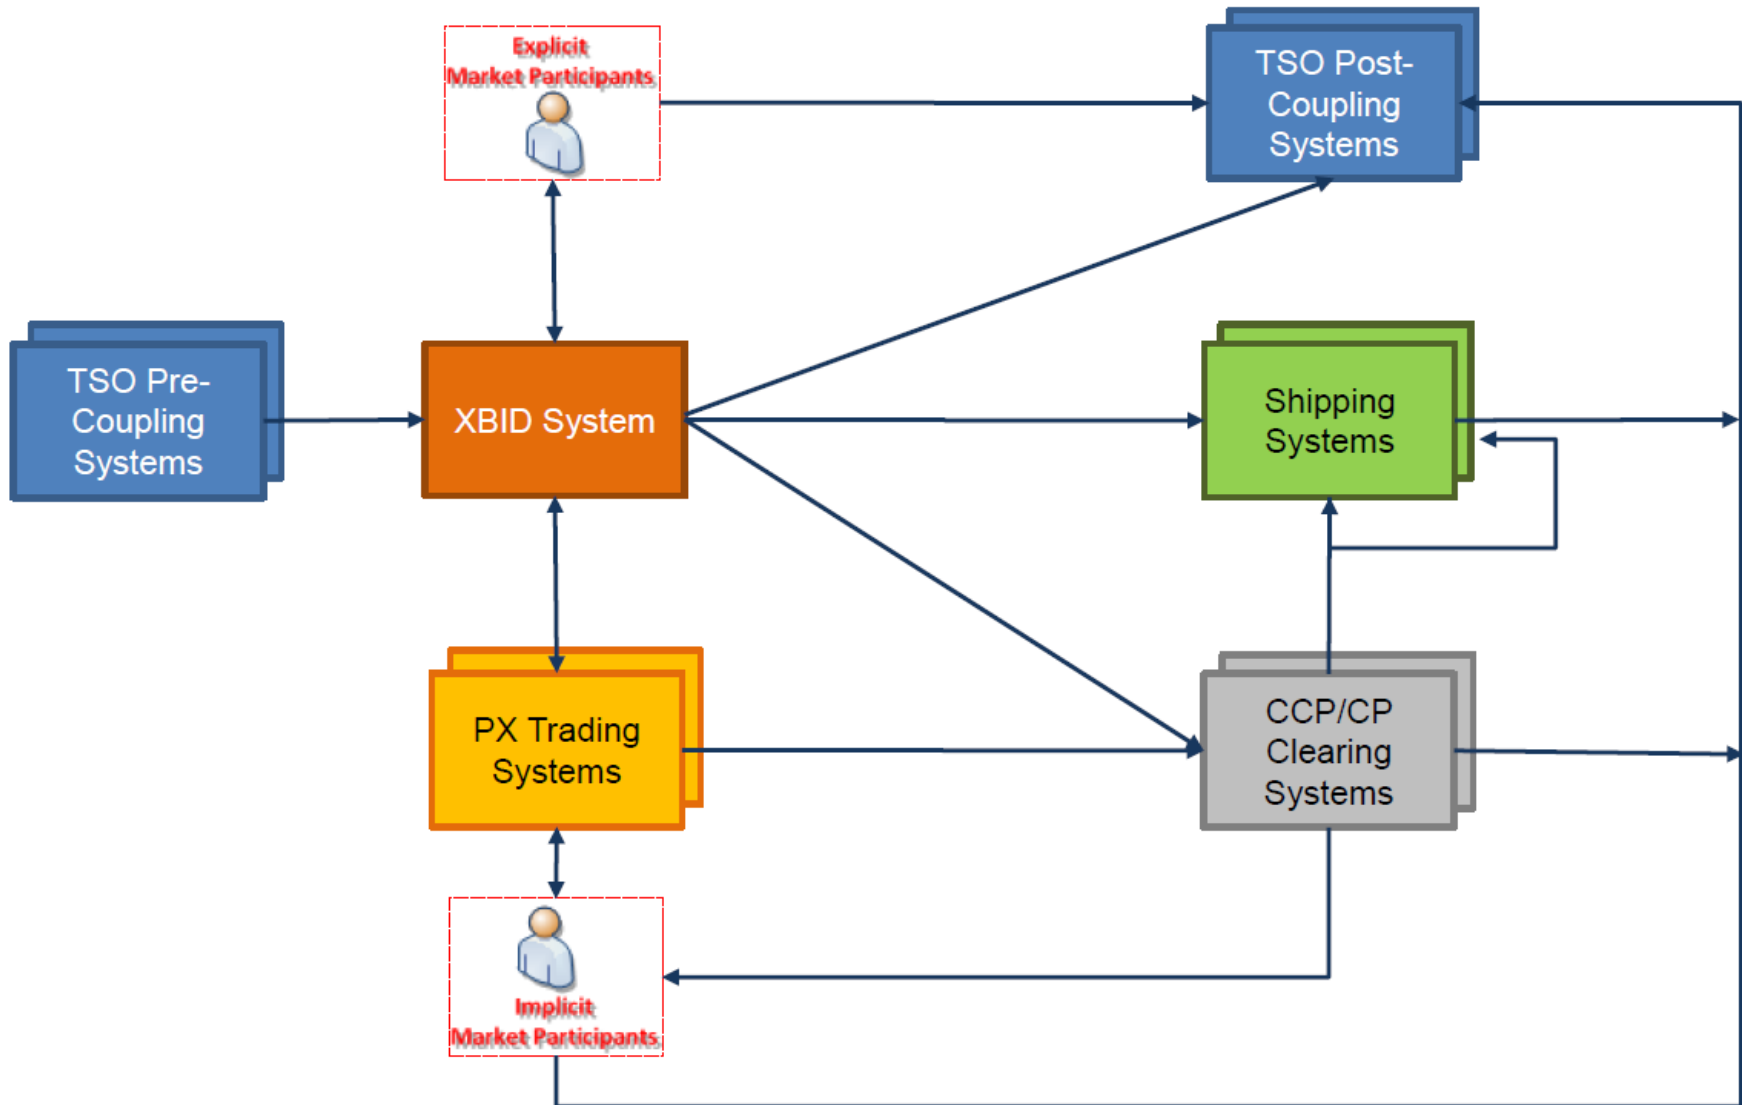 Explicit
Market Participants
TSO Post-
Coupling
Systems
TSO Pre-
Coupling
Systems
XBID System
Shipping
Systems
PX Trading
Systems
CCP/CP
Clearing
Systems
Implicit
Market Participants